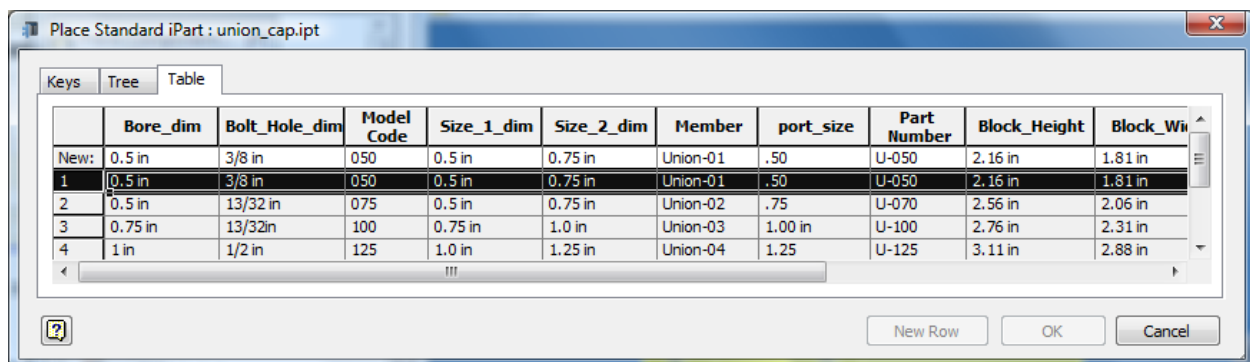 Place Standard iPart : union_cap.ipt
Keys Tree Table
Bore_dim Bolt_Hole_dim Model Code Size_1_dim Size_2_dim Member port_size Part Number Block_Height Block_Wi
New: 0.5 in 3/8 in 050 0.5 in 0.75 in Union-01 .50 U-050 2.16 in 1.81 in
1 0.5 in 3/8 in 050 0.5 in 0.75 in Union-01 .50 U-050 2.16 in 1.81 in
2 0.5 in 13/32 in 075 0.5 in 0.75 in Union-02 .75 U-070 2.56 in 2.06 in
3 0.75 in 13/32in 100 0.75 in 1.0 in Union-03 1.00 in U-100 2.76 in 2.31 in
4 1 in 1/2 in 125 1.0 in 1.25 in Union-04 1.25 U-125 3.11 in 2.88 in
New Row OK Cancel